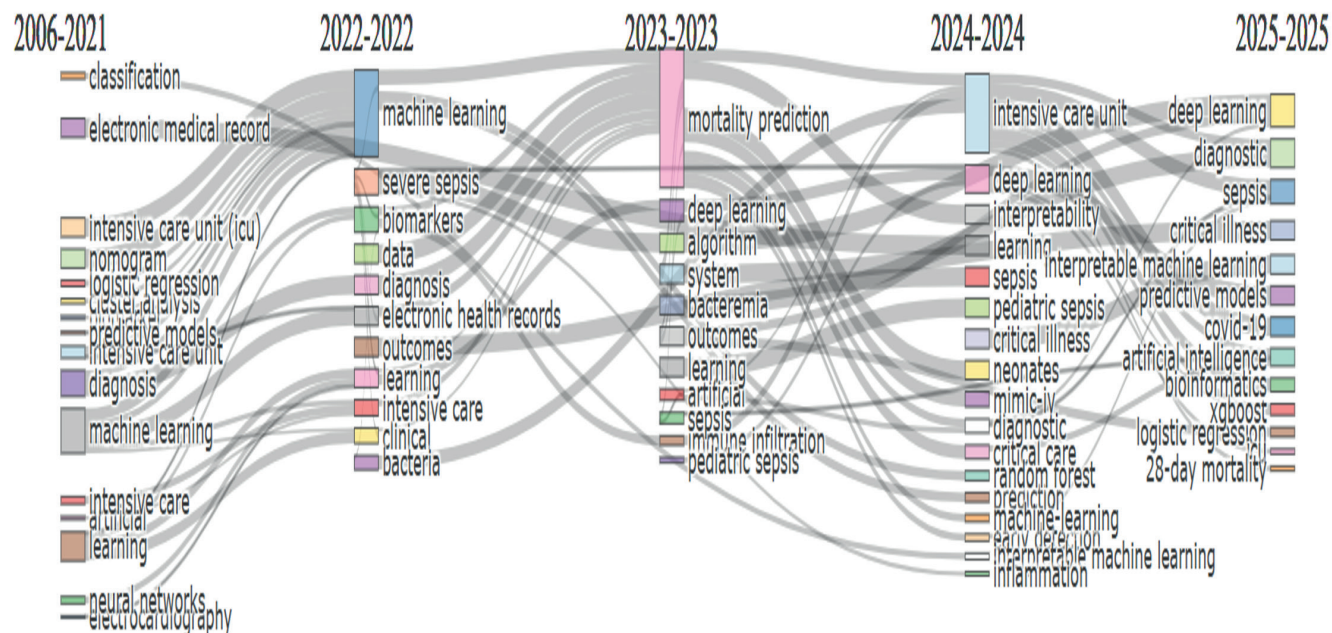 2006-2021
2022-2022
2023-2023
2024-2024
2025-2025
classification
electronic medical record
intensive care unit (icu)
nomogram
logistic regression
cluster analysis
predictive models
intensive care unit
diagnosis
machine learning
intensive care
artificial
learning
neural networks
electrocardiography
machine learning
severe sepsis
biomarkers
data
diagnosis
electronic health records
outcomes
learning
intensive care
clinical
bacteria
mortality prediction
deep learning
algorithm
system
bacteremia
outcomes
learning
artificial
sepsis
immune infiltration
pediatric sepsis
intensive care unit
deep learning
interpretability
learning
sepsis
pediatric sepsis
critical illness
neonates
mimic-iv
diagnostic
critical care
random forest
prediction
machine-learning
early detection
interpretable machine learning
inflammation
deep learning
diagnostic
sepsis
critical illness
interpretable machine learning
predictive models
covid-19
artificial intelligence
bioinformatics
xgboost
logistic regression
28-day mortality